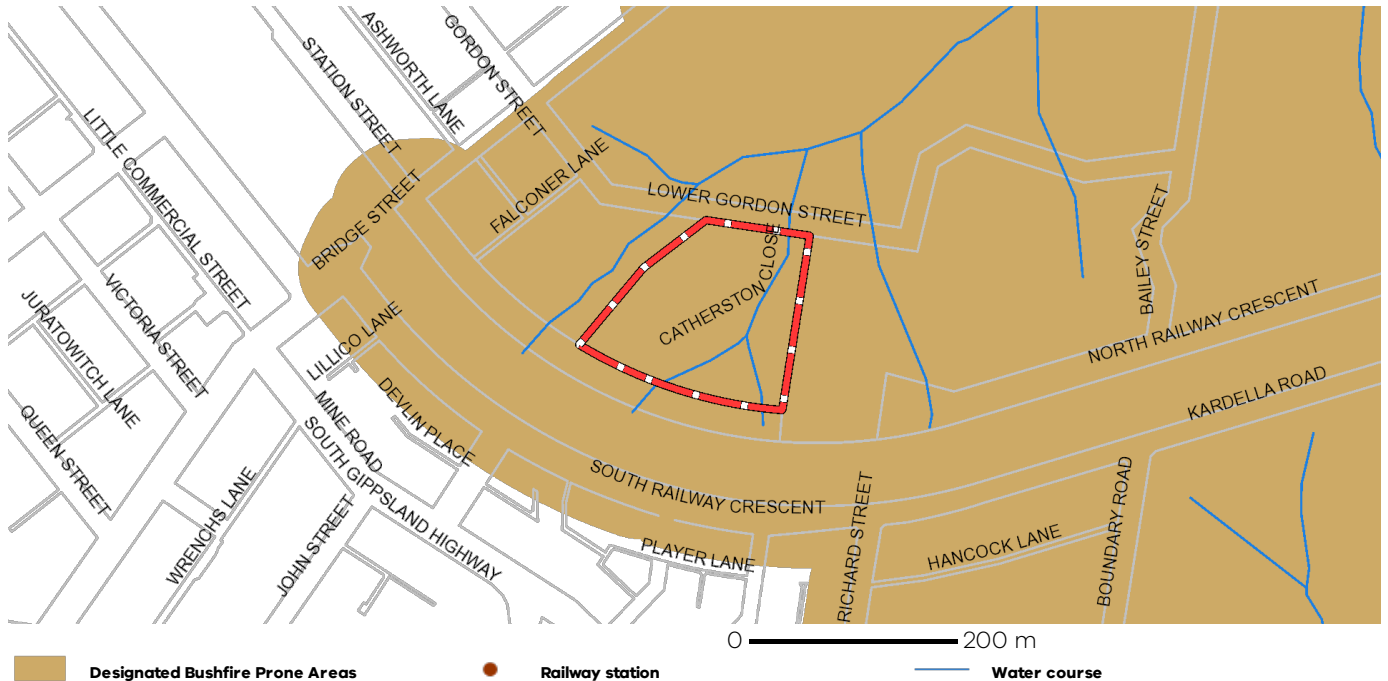 ASHWORTH LANE
GORDON STREET
STATION STREET
LITTLE COMMERCIAL STREET
FALCONER LANE
BRIDGE STREET
LOWER GORDON STREET
CATHERSTON CLOSE
BAILEY STREET
NORTH RAILWAY CRESCENT
KARDELLA ROAD
VICTORIA STREET
JURATOWITCH LANE
QUEEN STREET
LILLICO LANE
DEVLIN PLACE
MINE ROAD
SOUTH GIPPSLAND HIGHWAY
WRENCHS LANE
JOHN STREET
SOUTH RAILWAY CRESCENT
PLAYER LANE
RICHARD STREET
HANCOCK LANE
BOUNDARY ROAD
0 200 m
Designated Bushfire Prone Areas Railway station Water course